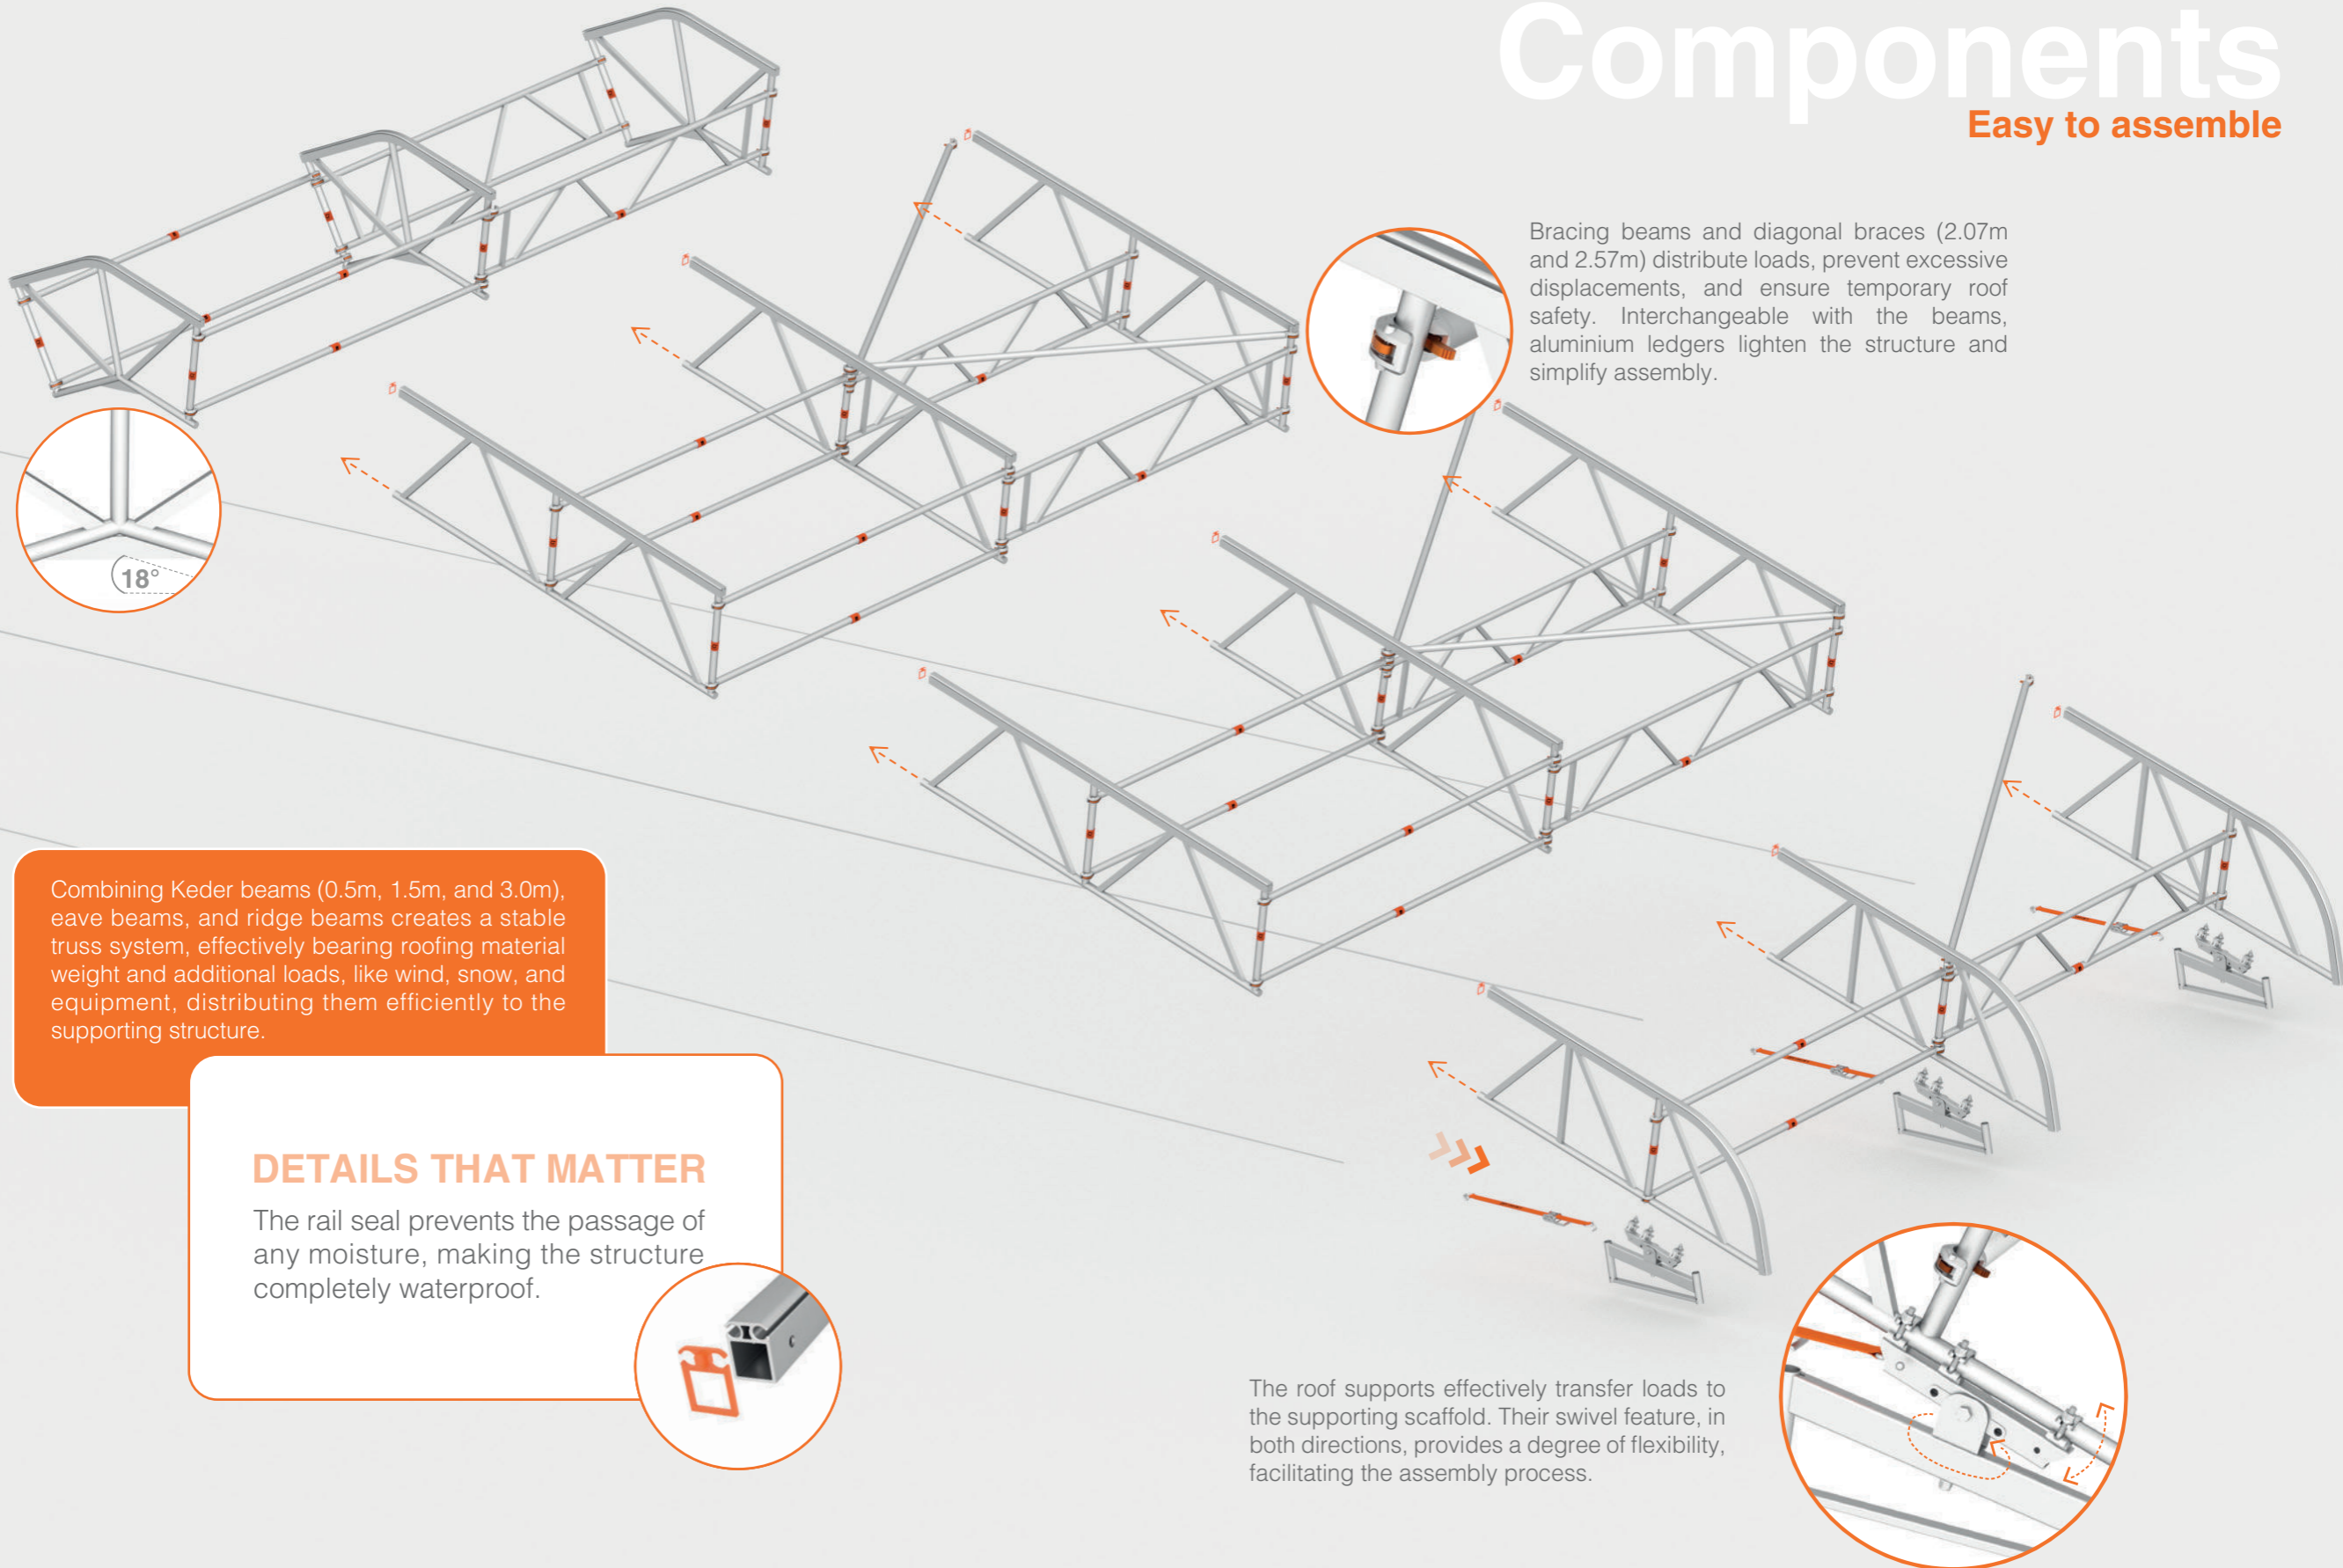 Components
Easy to assemble
Bracing beams and diagonal braces (2.07m
and 2.57m) distribute loads, prevent excessive
displacements, and ensure temporary roof
safety. Interchangeable with the beams,
aluminium ledgers lighten the structure and
simplify assembly.
18°
Combining Keder beams (0.5m, 1.5m, and 3.0m),
eave beams, and ridge beams creates a stable
truss system, effectively bearing roofing material
weight and additional loads, like wind, snow, and
equipment, distributing them efficiently to the
supporting structure.
DETAILS THAT MATTER
The rail seal prevents the passage of
any moisture, making the structure
completely waterproof.
The roof supports effectively transfer loads to
the supporting scaffold. Their swivel feature, in
both directions, provides a degree of flexibility,
facilitating the assembly process.